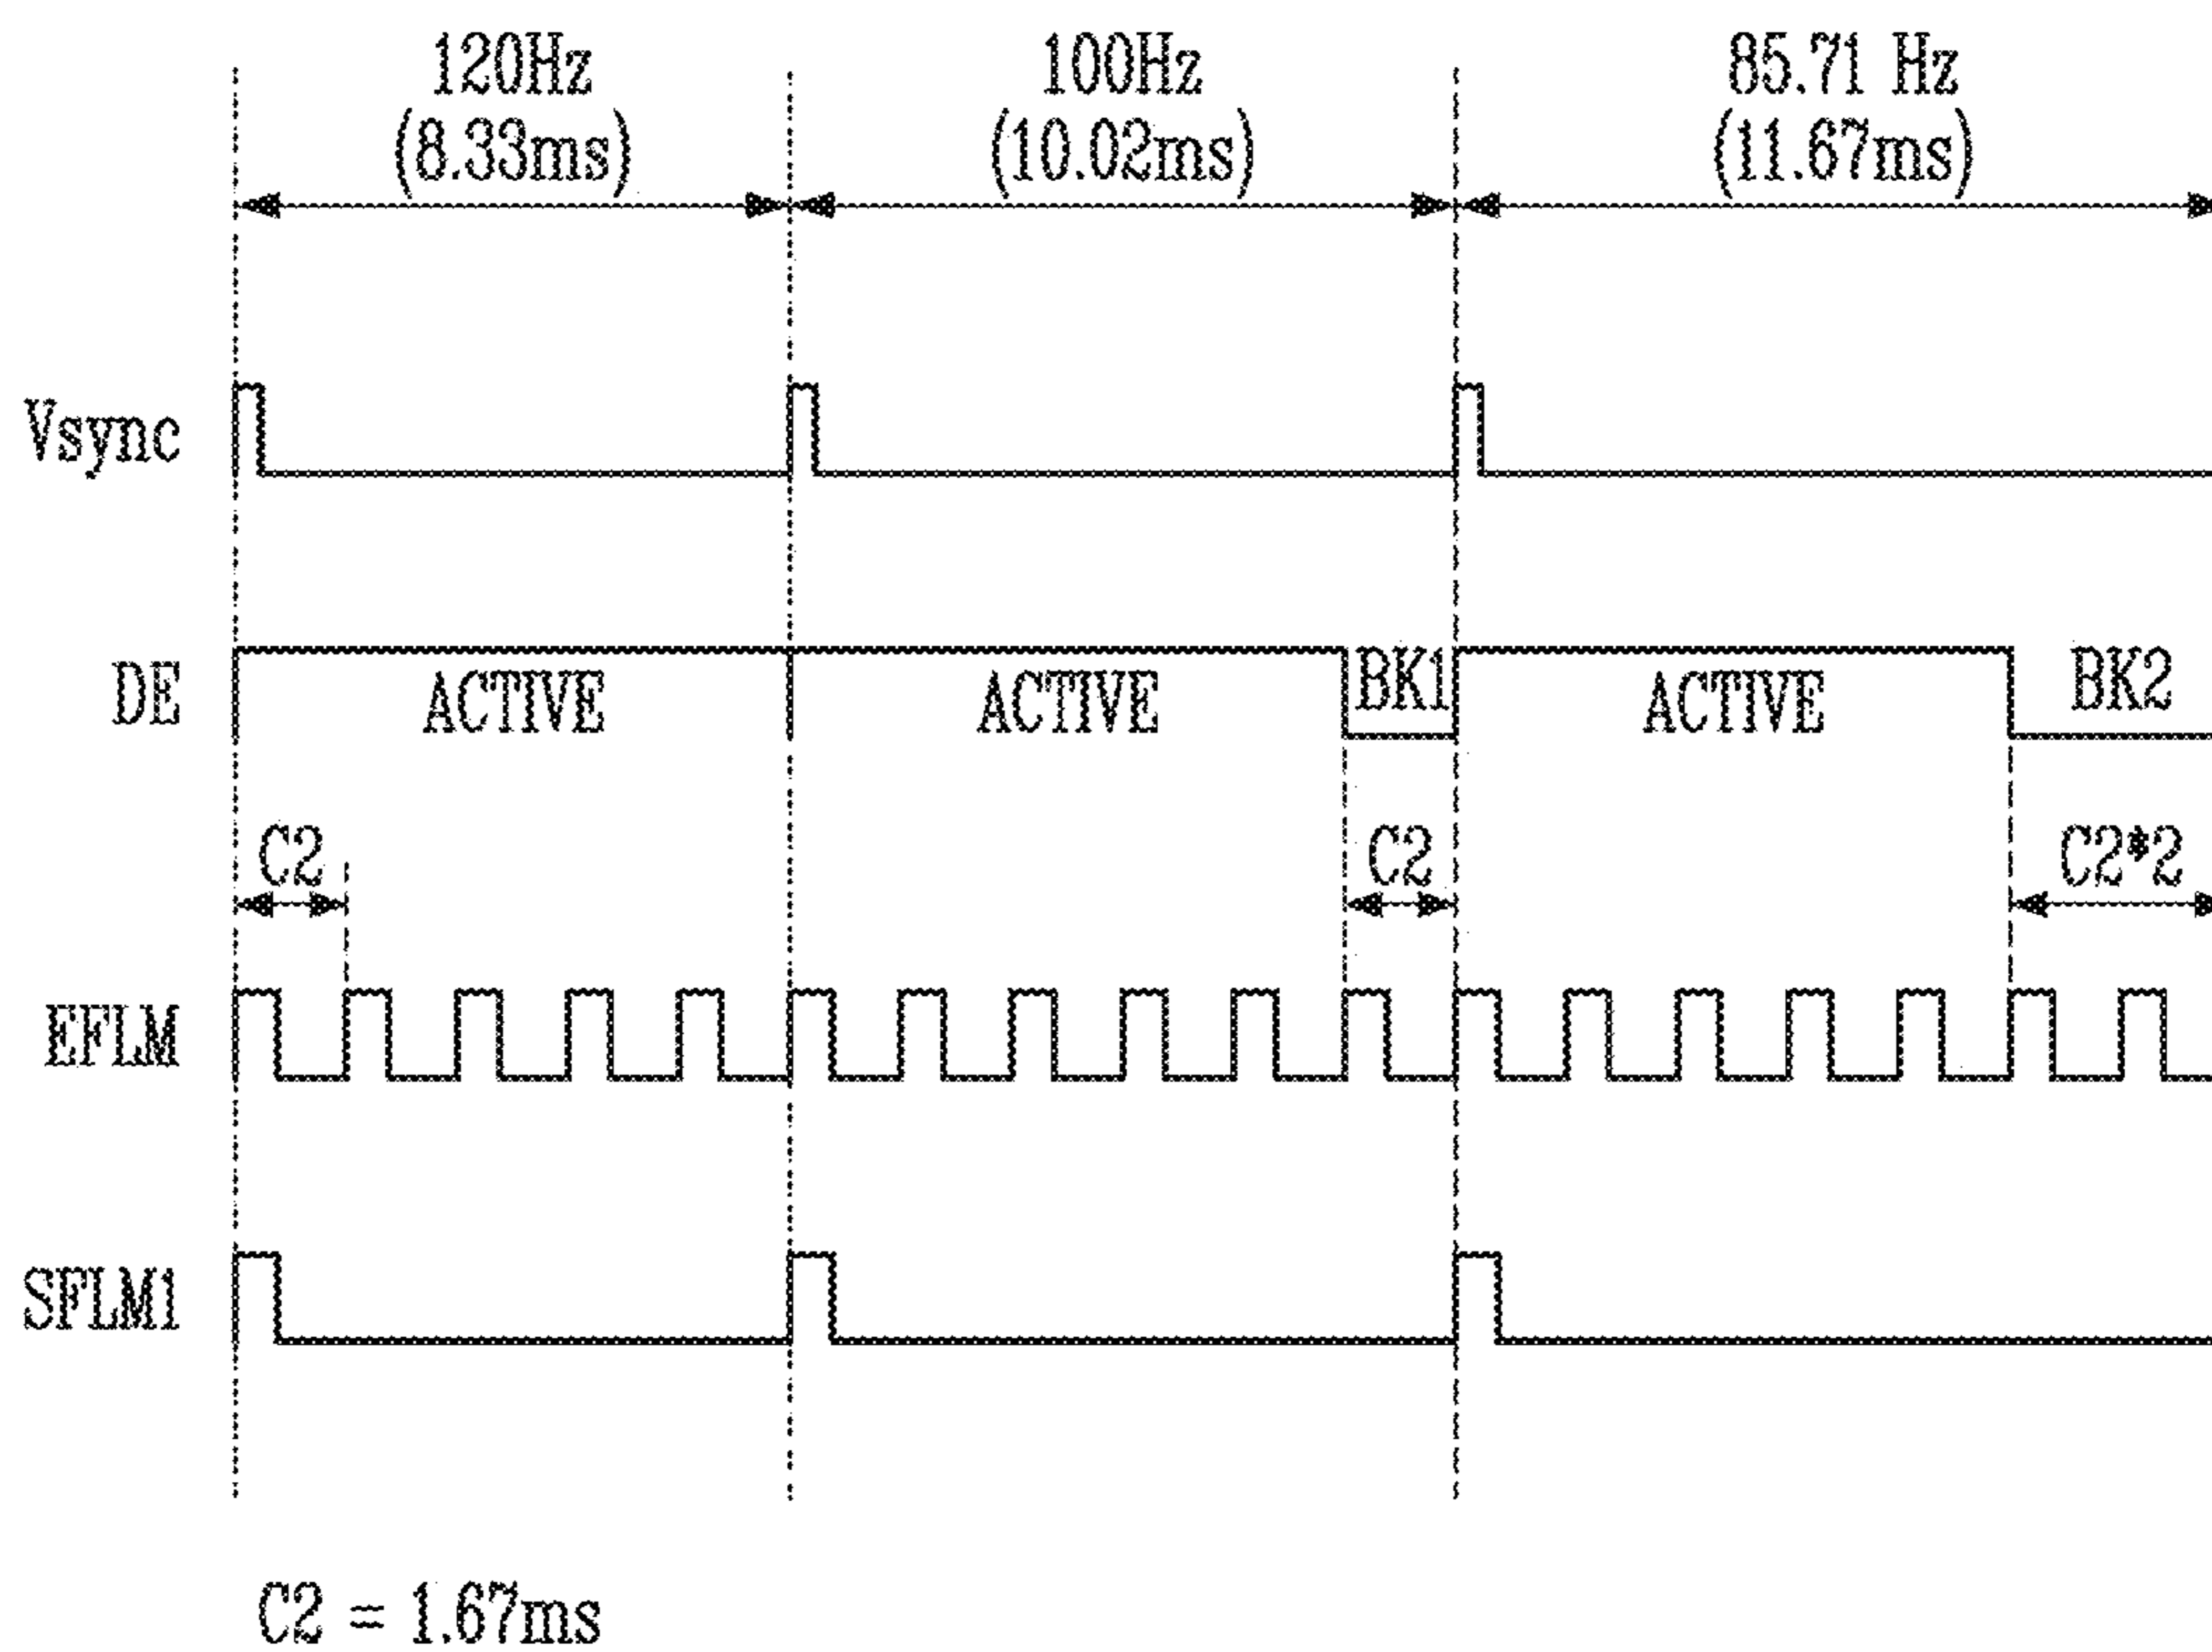 120Hz
(8.33ms)
100Hz
(10.02ms)
85.71 Hz
(11.67ms)
Vsync
DE
ACTIVE
ACTIVE
BK1
ACTIVE
BK2
C2
C2
C2*2
EFLM
SFLM1
C2 = 1.67ms